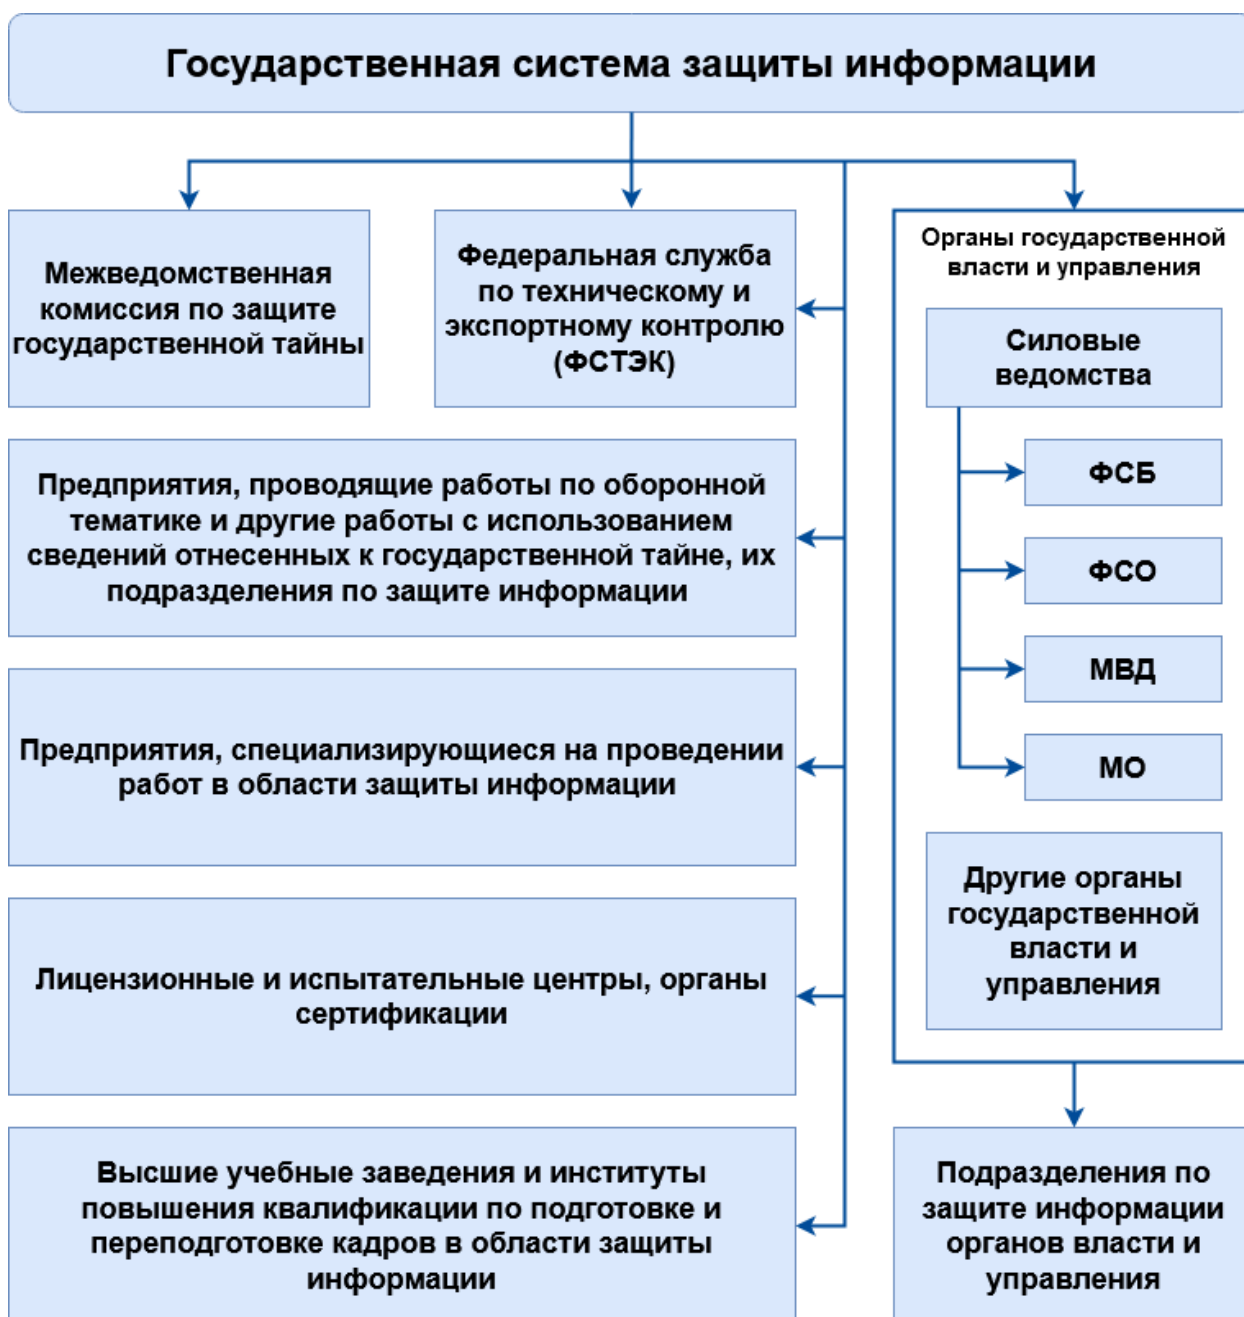 Государственная система защиты информации
Межведомственная
комиссия по защите
государственной тайны
Федеральная служба
по техническому и
экспортному контролю
(ФСТЭК)
Органы государственной
власти и управления
Силовые
ведомства
ФСБ
ФСО
МВД
МО
Другие органы
государственной
власти и
управления
Предприятия, проводящие работы по оборонной
тематике и другие работы с использованием
сведений отнесенных к государственной тайне, их
подразделения по защите информации
Предприятия, специализирующиеся на проведении
работ в области защиты информации
Лицензионные и испытательные центры, органы
сертификации
Высшие учебные заведения и институты
повышения квалификации по подготовке и
переподготовке кадров в области защиты
информации
Подразделения по
защите информации
органов власти и
управления